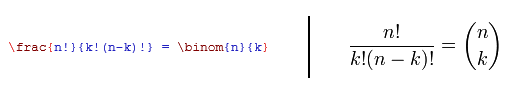 \frac{n!}{k!(n-k)!} = \binom{n}{k}
n!
k!(n − k)!
=
(n
k)